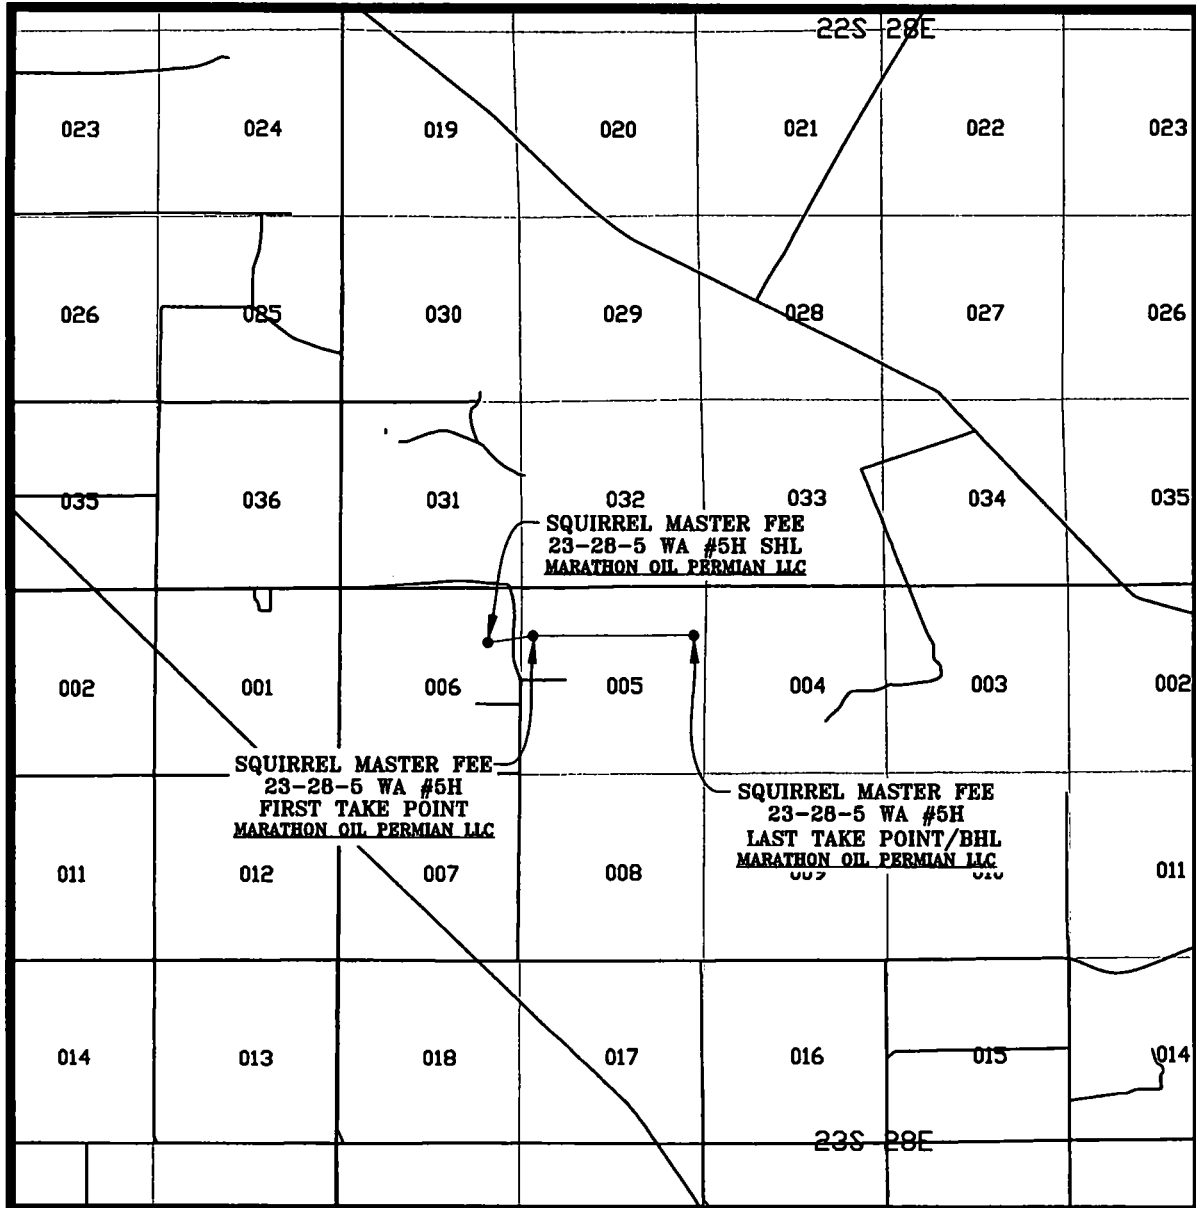 22S 28E
023 024 019 020 021 022 023
026 025 030 029 028 027 026
035 036 031 032 033 034 035
SQUIRREL MASTER FEE
23-28-5 WA #5H SHL
MARATHON OIL PERMIAN LLC
002 001 006 005 004 003 002
SQUIRREL MASTER FEE
23-28-5 WA #5H
FIRST TAKE POINT
MARATHON OIL PERMIAN LLC
SQUIRREL MASTER FEE
23-28-5 WA #5H
LAST TAKE POINT/BHL
MARATHON OIL PERMIAN LLC
011 012 007 008 009 010 011
014 013 018 017 016 015 014
23S 28E